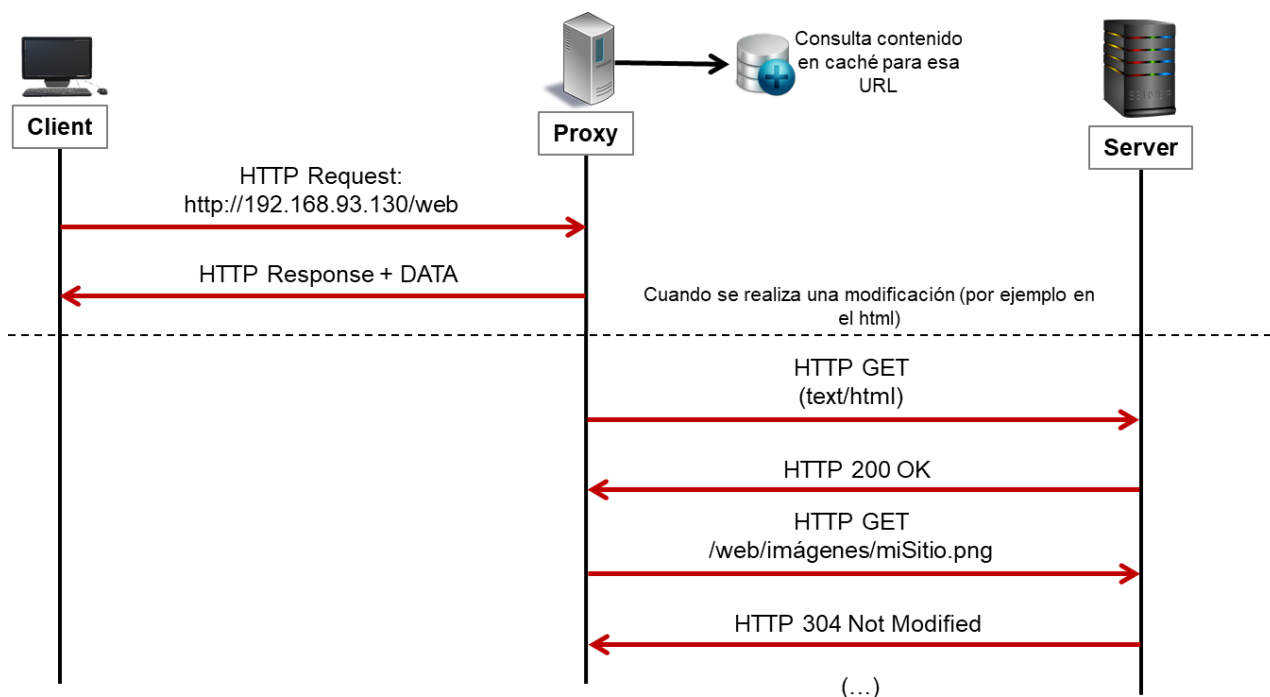 Consulta contenido
en caché para esa
URL
Client
Proxy
Server
HTTP Request:
http://192.168.93.130/web
HTTP Response + DATA
Cuando se realiza una modificación (por ejemplo en
el html)
HTTP GET
(text/html)
HTTP 200 OK
HTTP GET
/web/imágenes/miSitio.png
HTTP 304 Not Modified
(…)